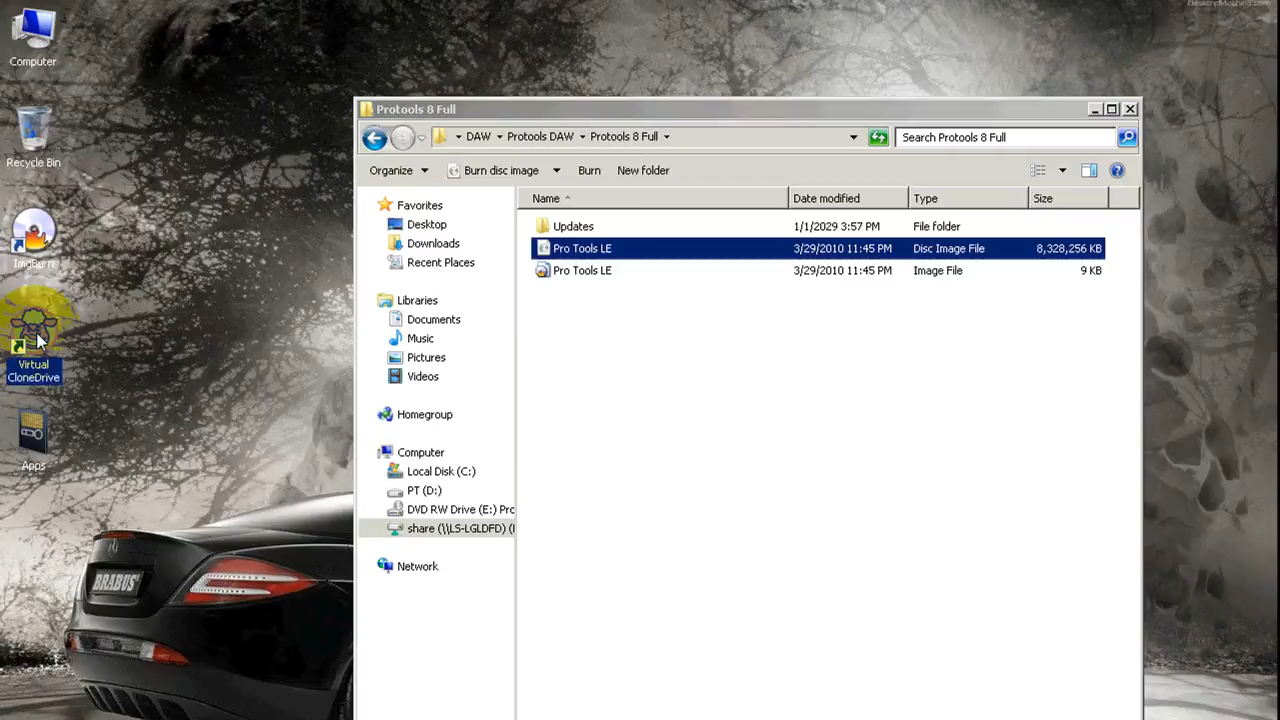 DesktopMachine.com
Computer
Recycle Bin
ImgBurn
Virtual
CloneDrive
Apps
BRABUS
Protools 8 Full
DAW Protools DAW Protools 8 Full
Search Protools 8 Full
Organize Burn disc image Burn New folder
Name Date modified Type Size
Updates 1/1/2029 3:57 PM File folder
Pro Tools LE 3/29/2010 11:45 PM Disc Image File 8,328,256 KB
Pro Tools LE 3/29/2010 11:45 PM Image File 9 KB
Favorites
Desktop
Downloads
Recent Places
Libraries
Documents
Music
Pictures
Videos
Homegroup
Computer
Local Disk (C:)
PT (D:)
DVD RW Drive (E:) Pro
share (\\LS-LGLDFD) (
Network